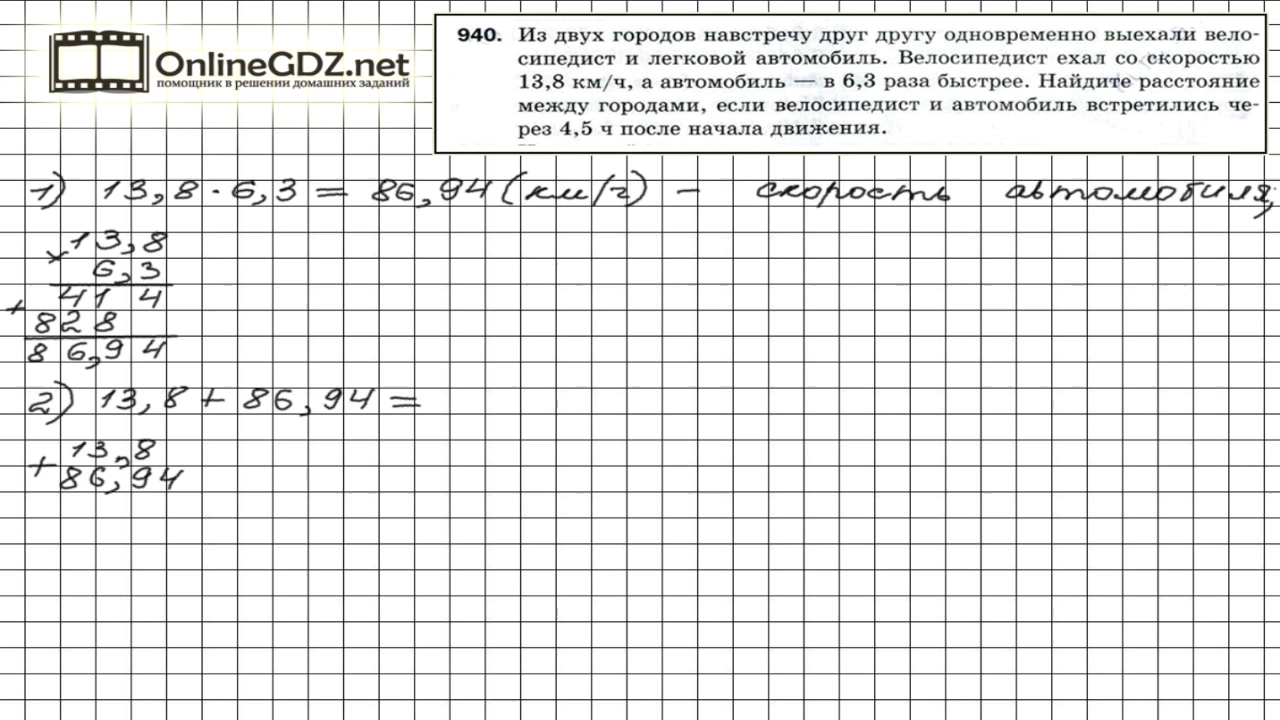 OnlineGDZ.net
помощник в решении домашних заданий
940. Из двух городов навстречу друг другу одновременно выехали вело-
сипедист и легковой автомобиль. Велосипедист ехал со скоростью
13,8 км/ч, а автомобиль — в 6,3 раза быстрее. Найдите расстояние
между городами, если велосипедист и автомобиль встретились че-
рез 4,5 ч после начала движения.
1) 13,8 · 6,3 = 86,94 (км/ч) – скорость автомобиля;
× 13,8
6,3
41 4
+ 828
86,94
2) 13,8 + 86,94 =
13,8
+ 86,94